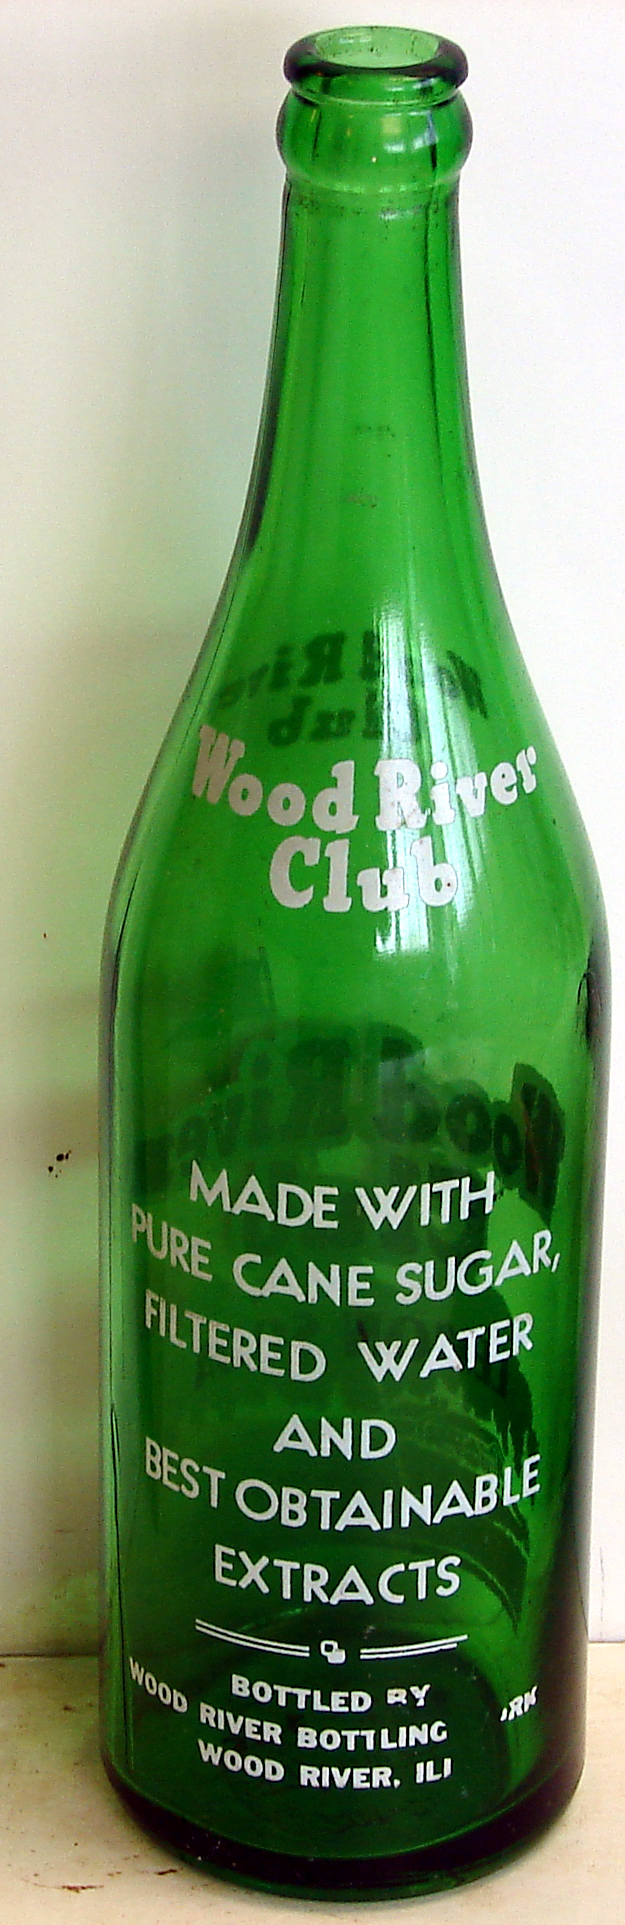 Wood River
Club
MADE WITH
PURE CANE SUGAR,
FILTERED WATER
AND
BEST OBTAINABLE
EXTRACTS
BOTTLED BY
WOOD RIVER BOTTLING
WOOD RIVER, ILL